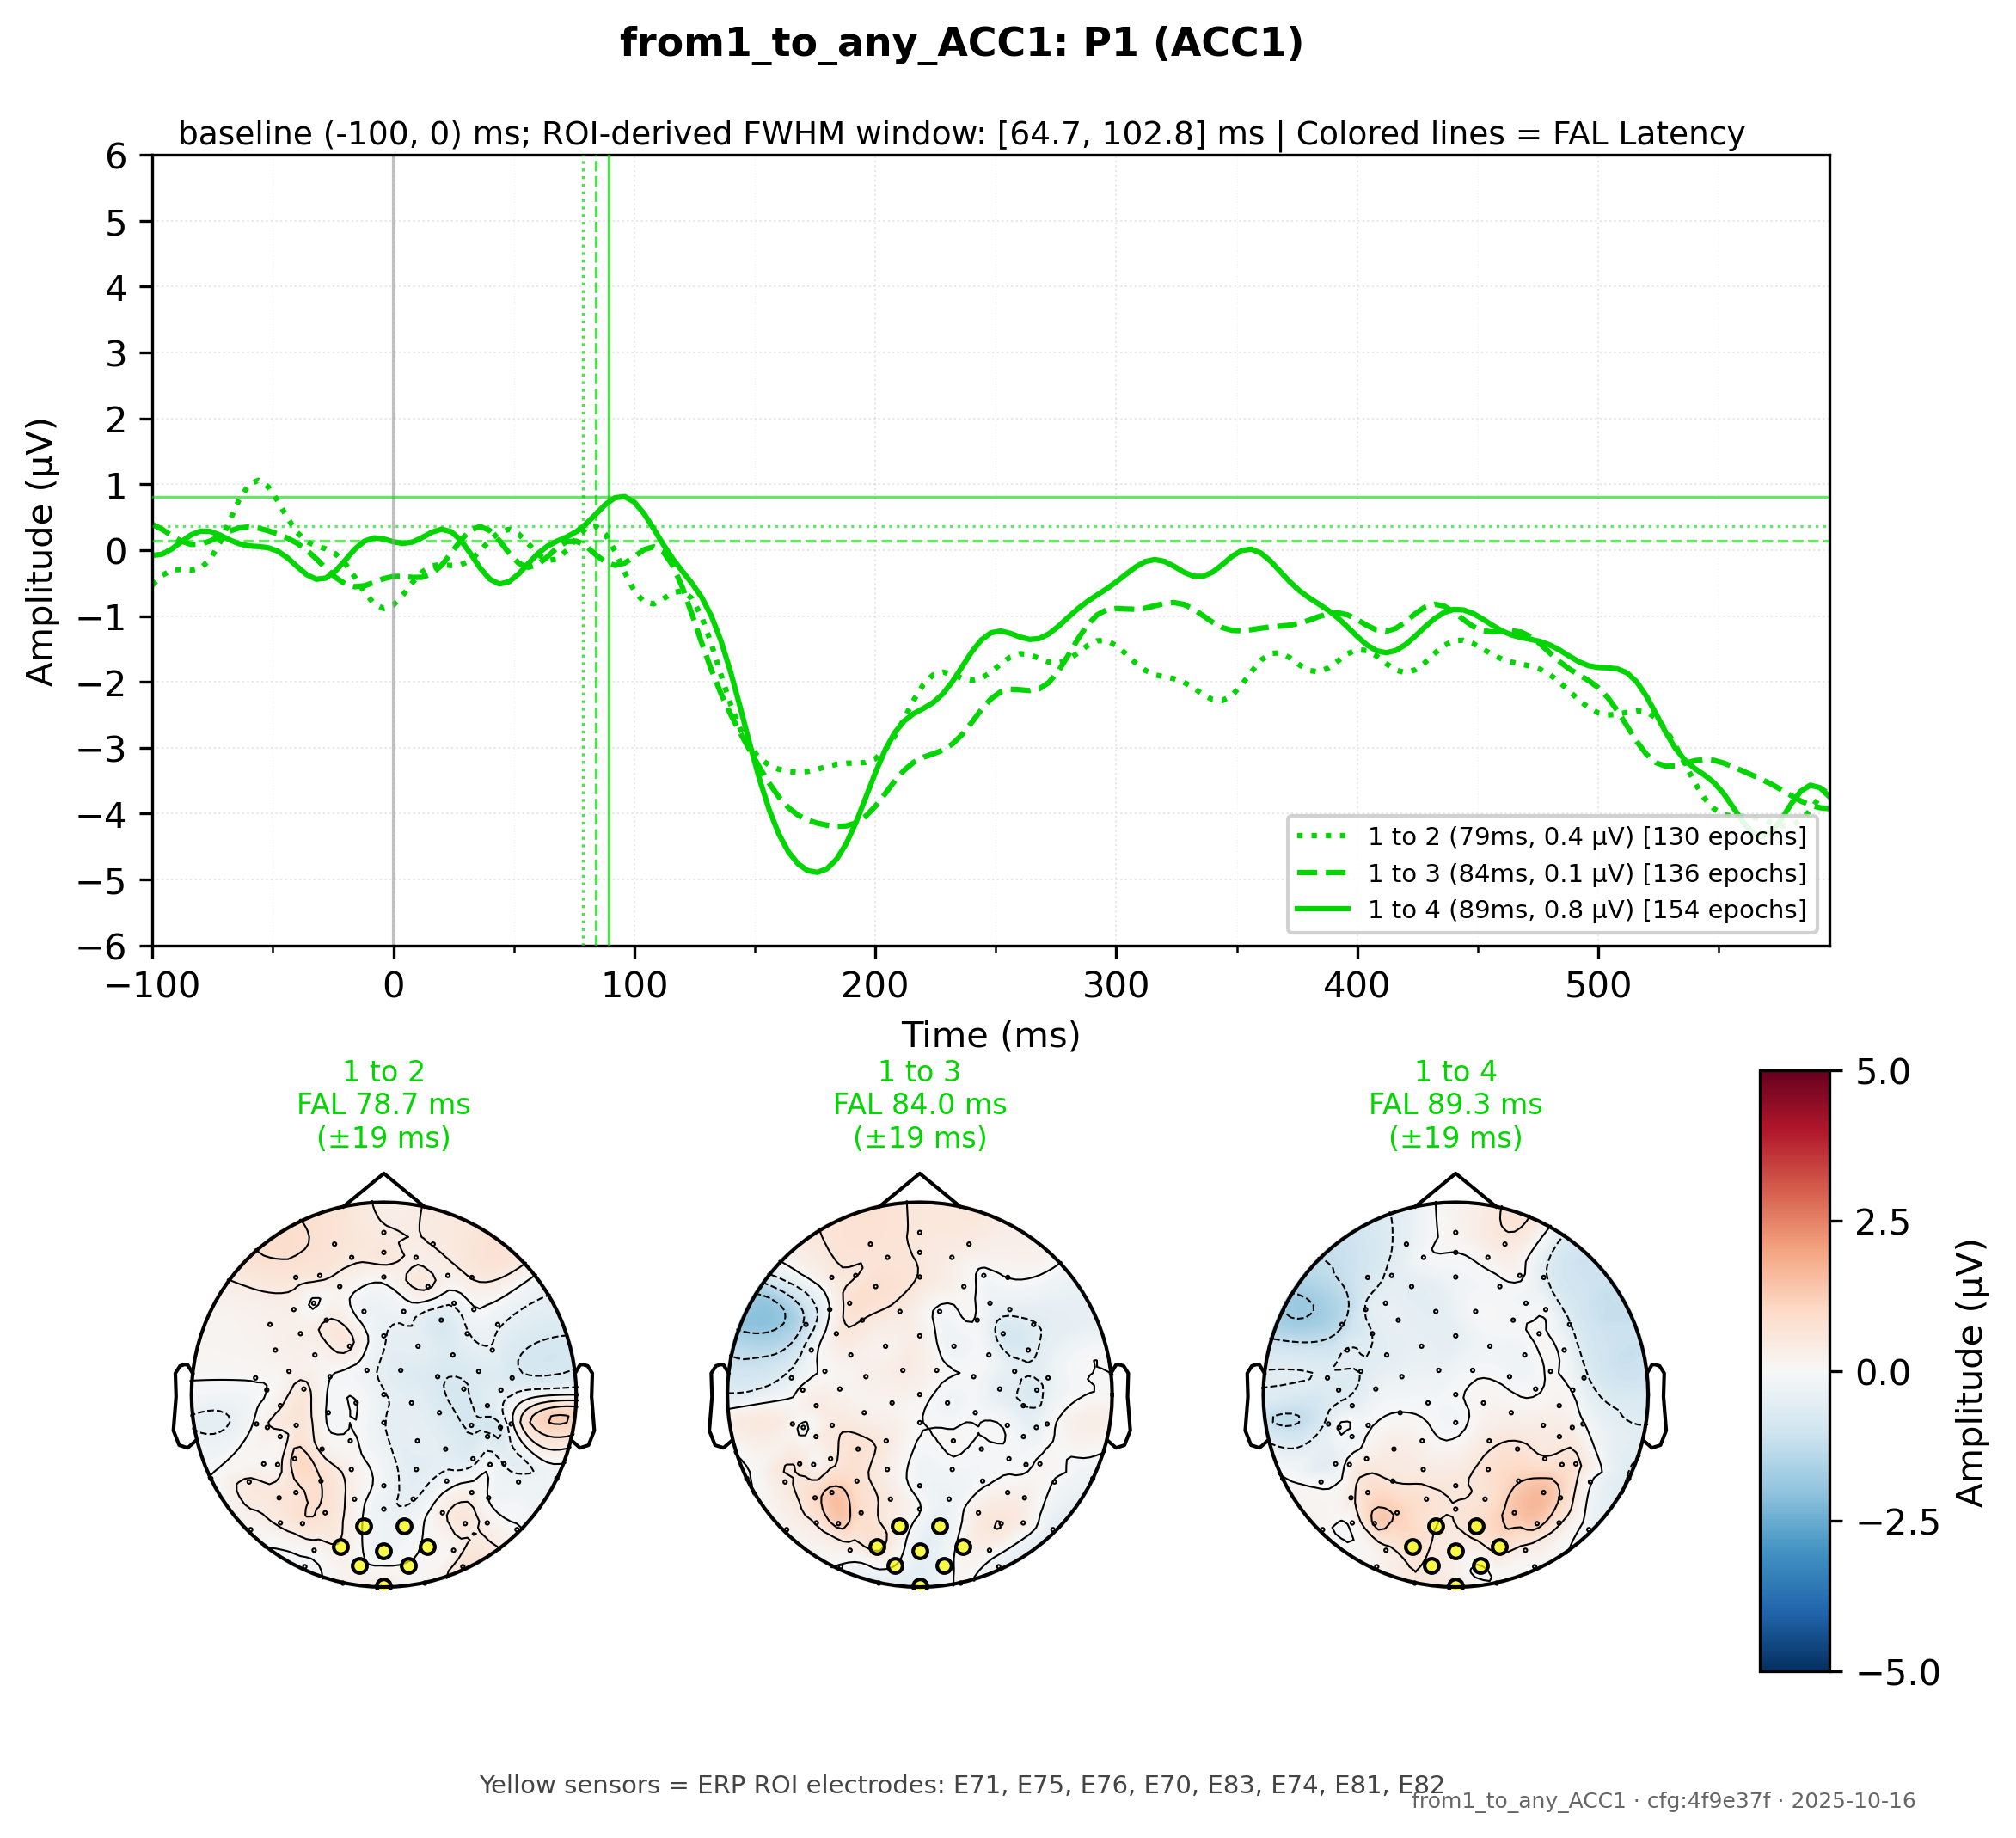 from1_to_any_ACC1: P1 (ACC1)
baseline (-100, 0) ms; ROI-derived FWHM window: [64.7, 102.8] ms | Colored lines = FAL Latency
6
5
4
3
2
1
0
−1
−2
−3
−4
−5
−6
Amplitude (µV)
1 to 2 (79ms, 0.4 µV) [130 epochs]
1 to 3 (84ms, 0.1 µV) [136 epochs]
1 to 4 (89ms, 0.8 µV) [154 epochs]
−100 0 100 200 300 400 500
Time (ms)
1 to 2
FAL 78.7 ms
(±19 ms)
1 to 3
FAL 84.0 ms
(±19 ms)
1 to 4
FAL 89.3 ms
(±19 ms)
5.0
2.5
0.0
−2.5
−5.0
Amplitude (µV)
Yellow sensors = ERP ROI electrodes: E71, E75, E76, E70, E83, E74, E81, E82
from1_to_any_ACC1 · cfg:4f9e37f · 2025-10-16